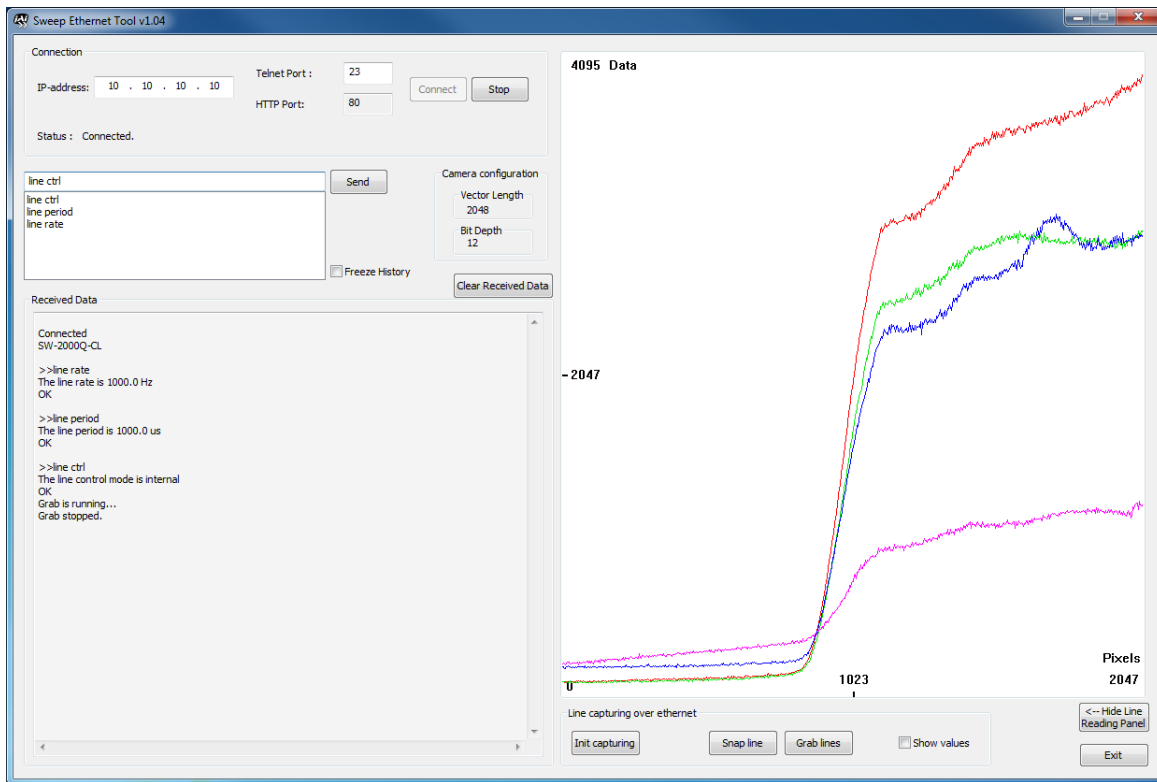 Sweep Ethernet Tool v1.04
Connection
IP-address: 10 . 10 . 10 . 10
Telnet Port : 23
HTTP Port: 80
Connect
Stop
Status : Connected.
line ctrl
Send
line ctrl
line period
line rate
Freeze History
Camera configuration
Vector Length
2048
Bit Depth
12
Clear Received Data
Received Data
Connected
SW-2000Q-CL
>>line rate
The line rate is 1000.0 Hz
OK
>>line period
The line period is 1000.0 us
OK
>>line ctrl
The line control mode is internal
OK
Grab is running...
Grab stopped.
4095 Data
2047
Pixels
0
1023
2047
Line capturing over ethernet
Init capturing
Snap line
Grab lines
Show values
<-- Hide Line
Reading Panel
Exit